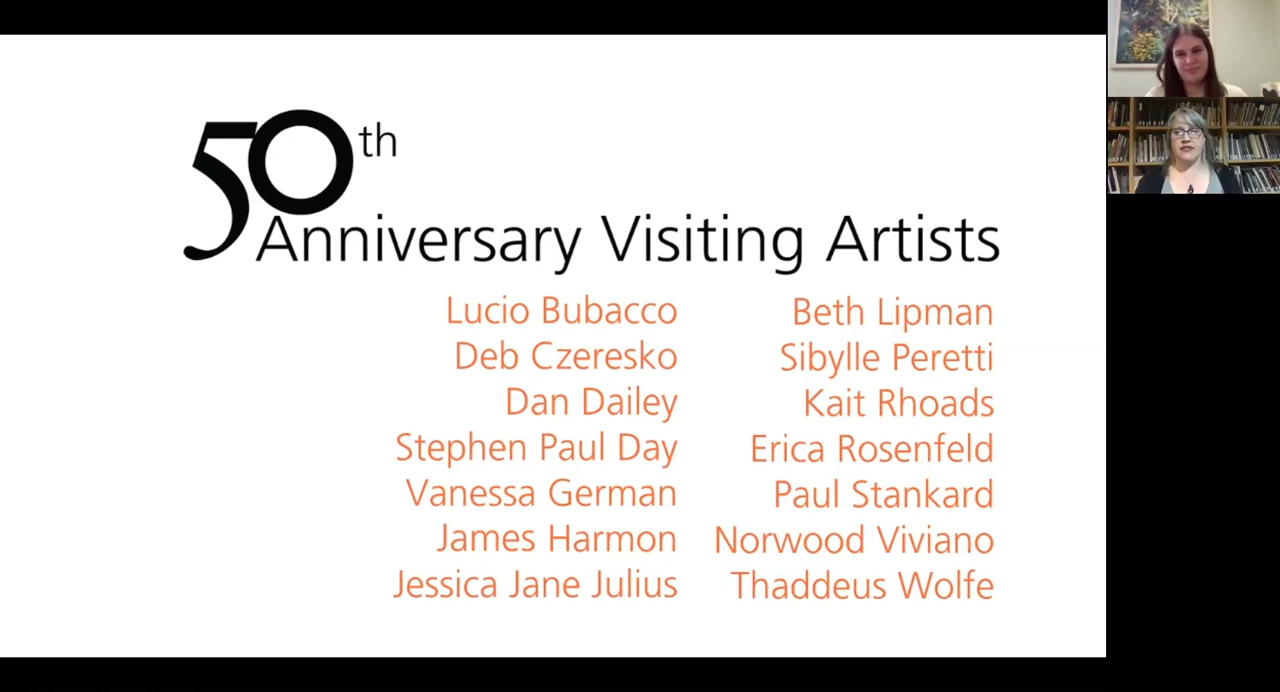 50th
Anniversary Visiting Artists
Lucio Bubacco
Deb Czeresko
Dan Dailey
Stephen Paul Day
Vanessa German
James Harmon
Jessica Jane Julius
Beth Lipman
Sibylle Peretti
Kait Rhoads
Erica Rosenfeld
Paul Stankard
Norwood Viviano
Thaddeus Wolfe